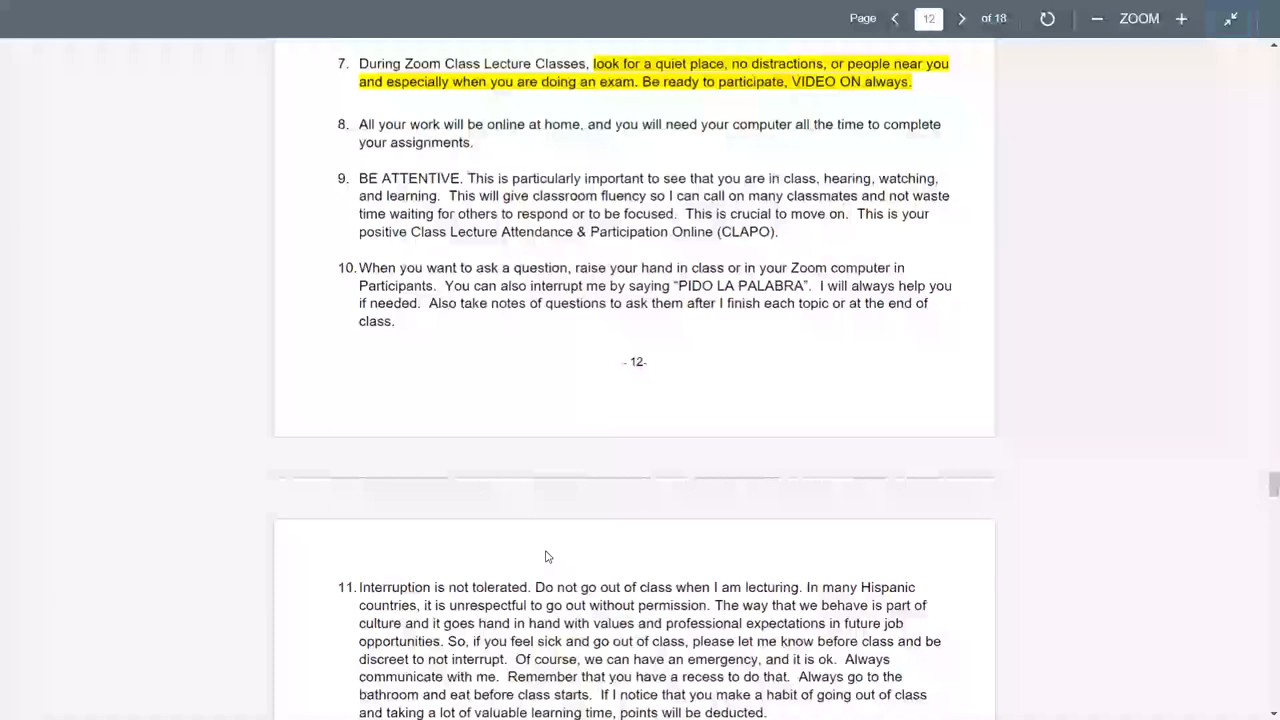 Page 12 of 18 ZOOM
7. During Zoom Class Lecture Classes, look for a quiet place, no distractions, or people near you
and especially when you are doing an exam. Be ready to participate, VIDEO ON always.
8. All your work will be online at home, and you will need your computer all the time to complete
your assignments.
9. BE ATTENTIVE. This is particularly important to see that you are in class, hearing, watching,
and learning. This will give classroom fluency so I can call on many classmates and not waste
time waiting for others to respond or to be focused. This is crucial to move on. This is your
positive Class Lecture Attendance & Participation Online (CLAPO).
10. When you want to ask a question, raise your hand in class or in your Zoom computer in
Participants. You can also interrupt me by saying “PIDO LA PALABRA”. I will always help you
if needed. Also take notes of questions to ask them after I finish each topic or at the end of
class.
- 12-
11. Interruption is not tolerated. Do not go out of class when I am lecturing. In many Hispanic
countries, it is unrespectful to go out without permission. The way that we behave is part of
culture and it goes hand in hand with values and professional expectations in future job
opportunities. So, if you feel sick and go out of class, please let me know before class and be
discreet to not interrupt. Of course, we can have an emergency, and it is ok. Always
communicate with me. Remember that you have a recess to do that. Always go to the
bathroom and eat before class starts. If I notice that you make a habit of going out of class
and taking a lot of valuable learning time, points will be deducted.